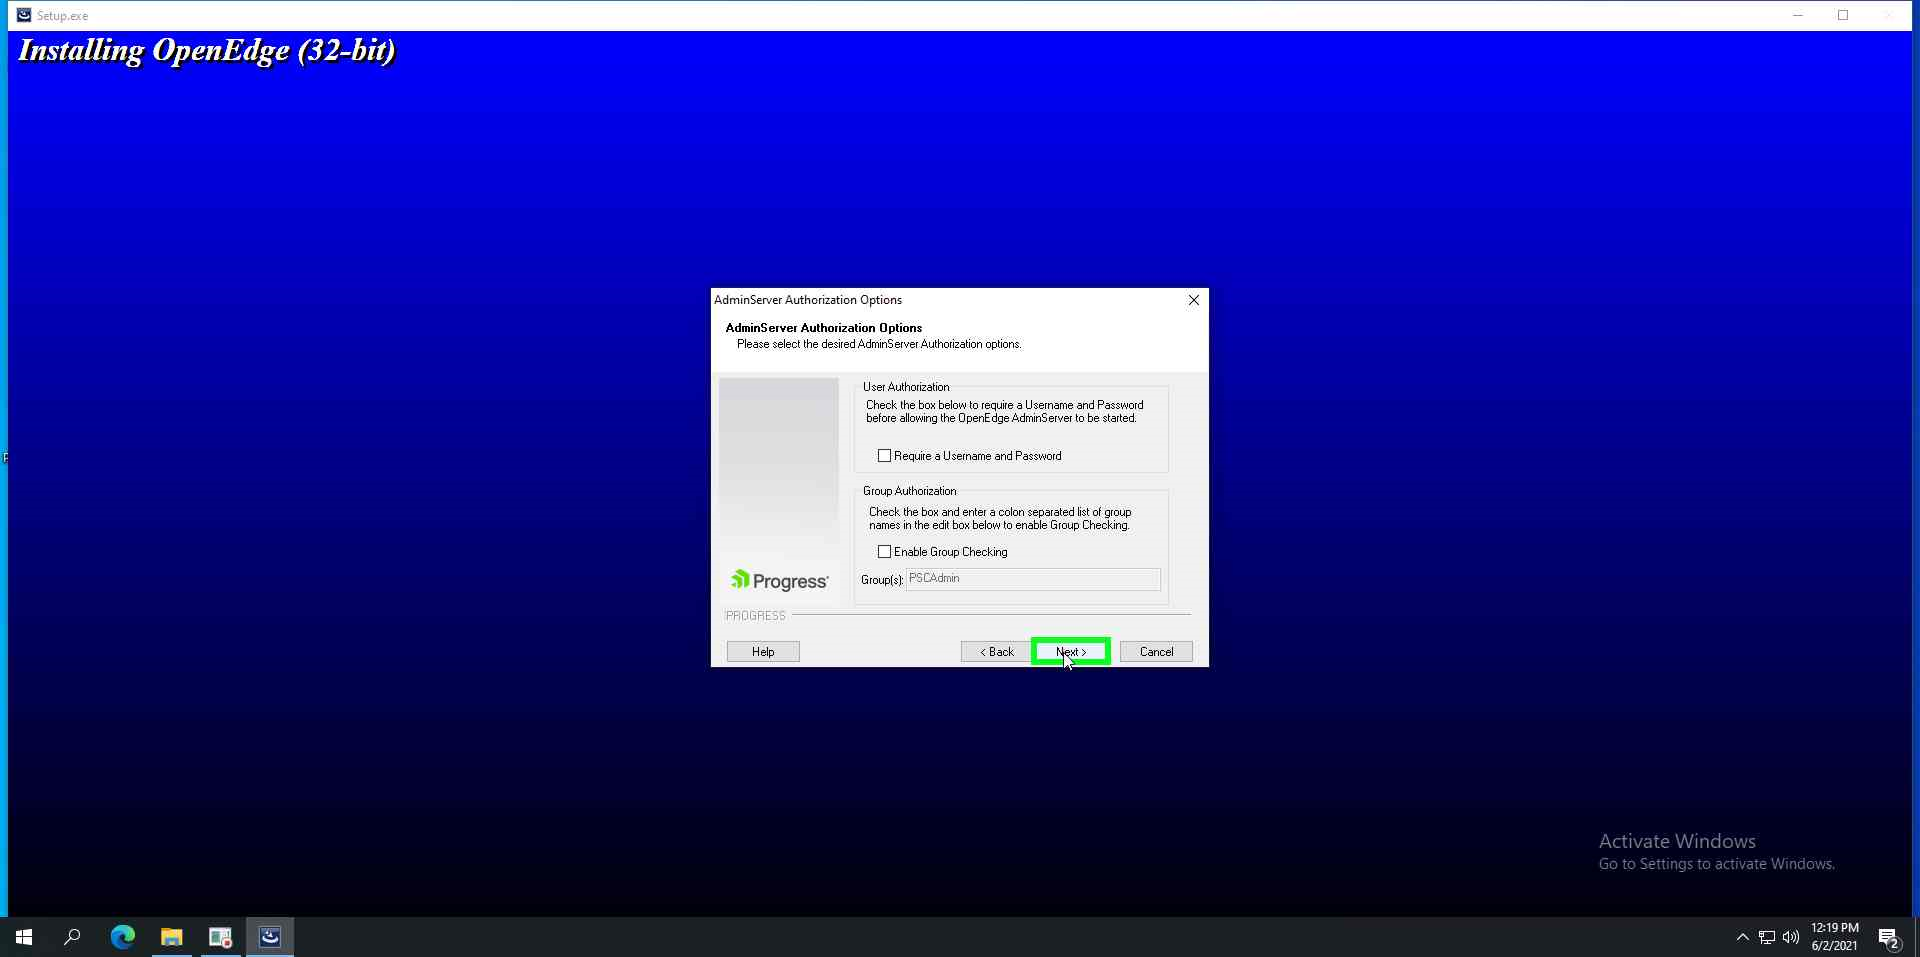 Setup.exe
Installing OpenEdge (32-bit)
AdminServer Authorization Options
AdminServer Authorization Options
Please select the desired AdminServer Authorization options.
User Authorization
Check the box below to require a Username and Password
before allowing the OpenEdge AdminServer to be started.
Require a Username and Password
Group Authorization
Check the box and enter a colon separated list of group
names in the edit box below to enable Group Checking.
Enable Group Checking
Group(s): PSCAdmin
Progress
PROGRESS
Help
< Back
Next >
Cancel
Activate Windows
Go to Settings to activate Windows.
12:19 PM
6/2/2021
2